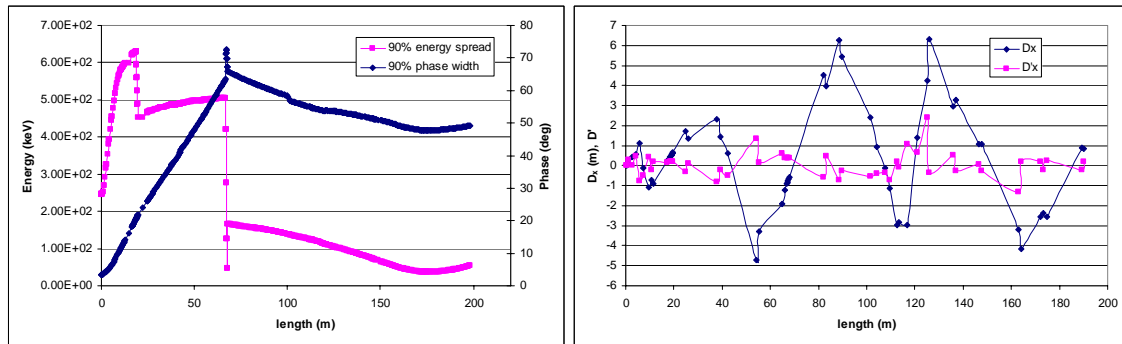 7.00E+02
6.00E+02
5.00E+02
4.00E+02
3.00E+02
2.00E+02
1.00E+02
0.00E+00
Energy (keV)
0 50 100 150 200
length (m)
80
70
60
50
40
30
20
10
0
Phase (deg)
90% energy spread
90% phase width
7
6
5
4
3
2
1
0
-1
-2
-3
-4
-5
-6
Dx (m), D'
0 20 40 60 80 100 120 140 160 180 200
length (m)
Dx
D'x